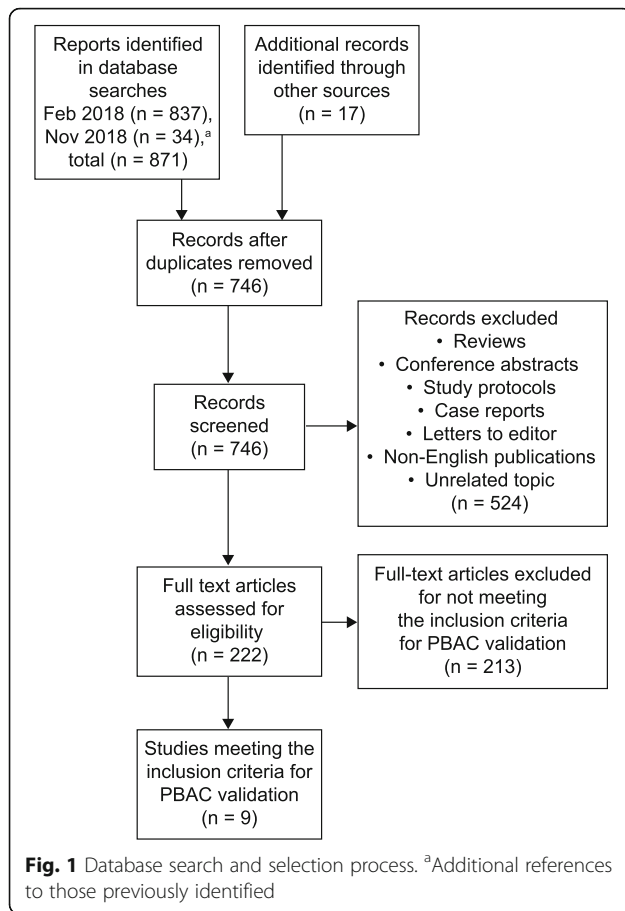 Reports identified
in database
searches
Feb 2018 (n = 837),
Nov 2018 (n = 34),ᵃ
total (n = 871)
Additional records
identified through
other sources
(n = 17)
Records after
duplicates removed
(n = 746)
Records
screened
(n = 746)
Records excluded
• Reviews
• Conference abstracts
• Study protocols
• Case reports
• Letters to editor
• Non-English publications
• Unrelated topic
(n = 524)
Full text articles
assessed for
eligibility
(n = 222)
Full-text articles excluded
for not meeting
the inclusion criteria
for PBAC validation
(n = 213)
Studies meeting the
inclusion criteria for
PBAC validation
(n = 9)
Fig. 1 Database search and selection process. ᵃAdditional references
to those previously identified